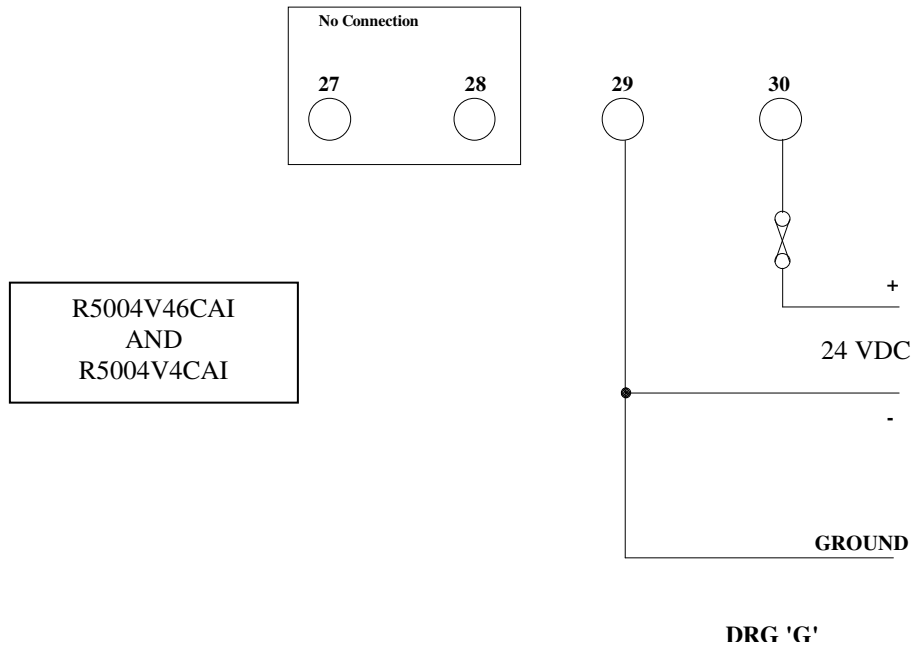 No Connection
27 28 29 30
+
R5004V46CAI
AND
R5004V4CAI
24 VDC
-
GROUND
DRG 'G'